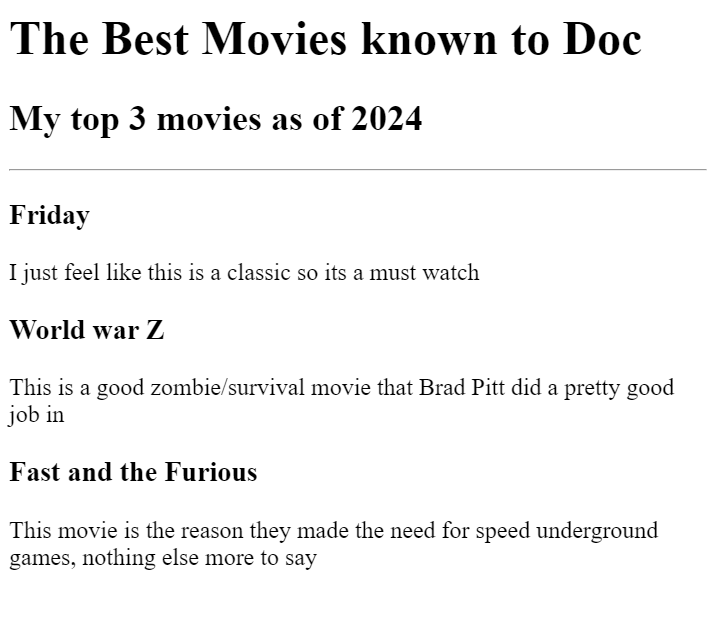 The Best Movies known to Doc
My top 3 movies as of 2024
Friday
I just feel like this is a classic so its a must watch
World war Z
This is a good zombie/survival movie that Brad Pitt did a pretty good
job in
Fast and the Furious
This movie is the reason they made the need for speed underground
games, nothing else more to say